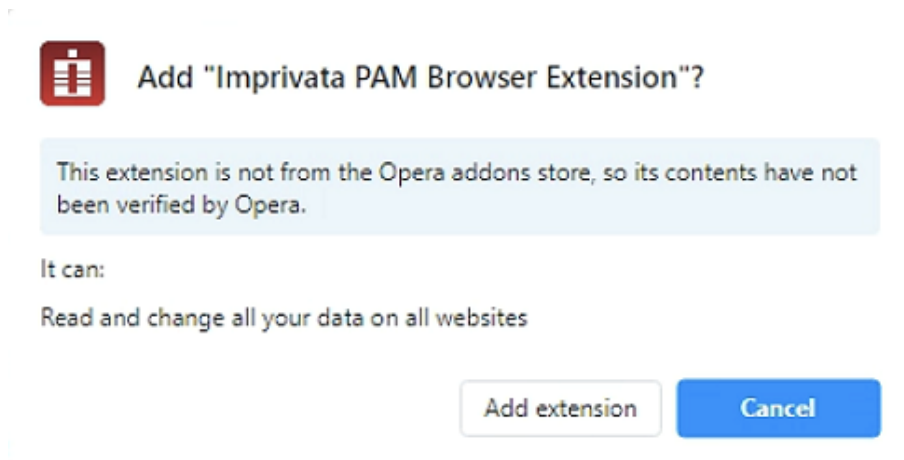 Add "Imprivata PAM Browser Extension"?
This extension is not from the Opera addons store, so its contents have not
been verified by Opera.
It can:
Read and change all your data on all websites
Add extension
Cancel